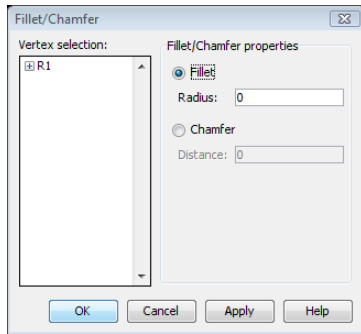 Fillet/Chamfer
Vertex selection:
R1
Fillet/Chamfer properties
Fillet
Radius: 0
Chamfer
Distance: 0
OK Cancel Apply Help